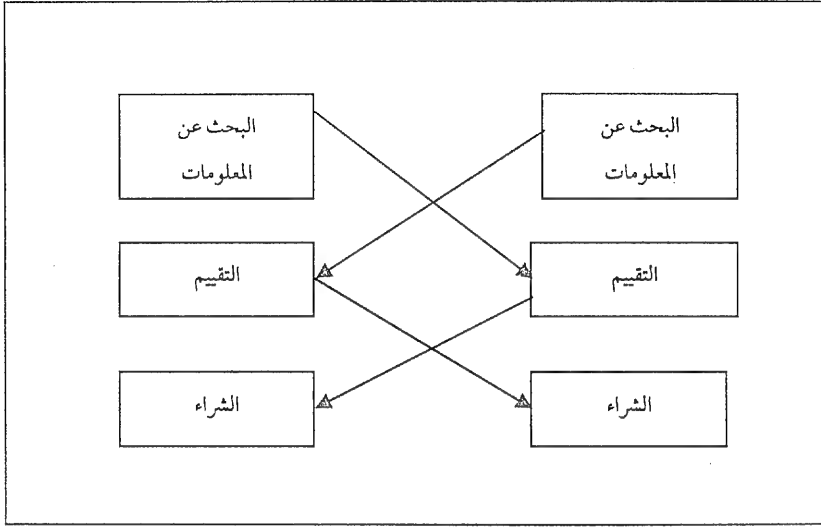 البحث عن
المعلومات
البحث عن
المعلومات
التقييم
التقييم
الشراء
الشراء